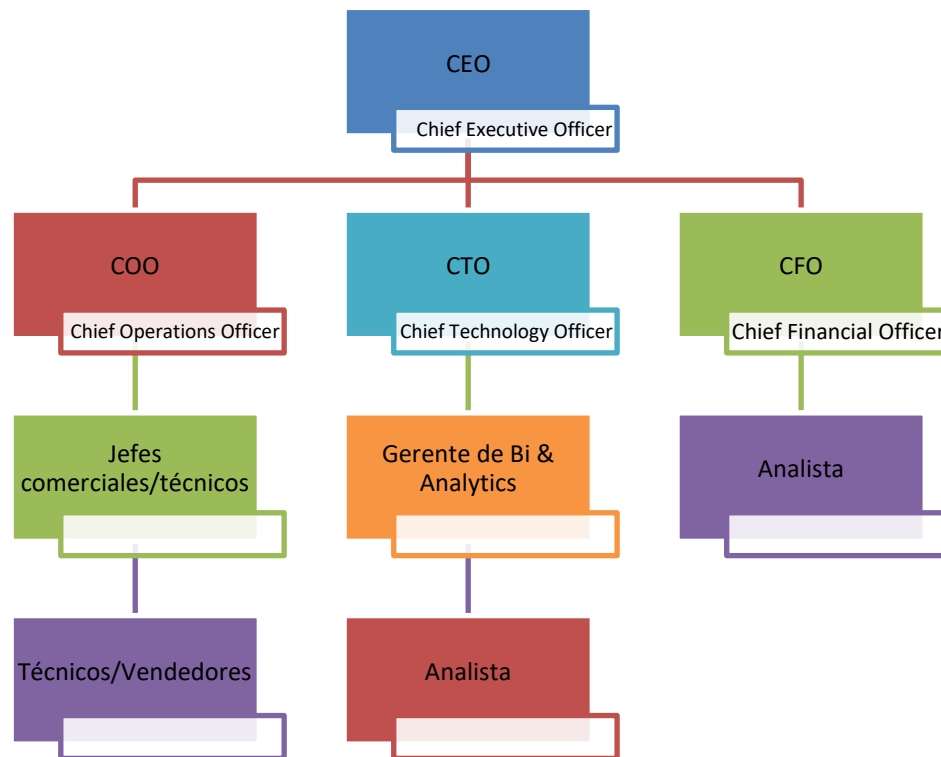 CEO
Chief Executive Officer
COO
Chief Operations Officer
CTO
Chief Technology Officer
CFO
Chief Financial Officer
Jefes
comerciales/técnicos
Gerente de Bi &
Analytics
Analista
Técnicos/Vendedores
Analista